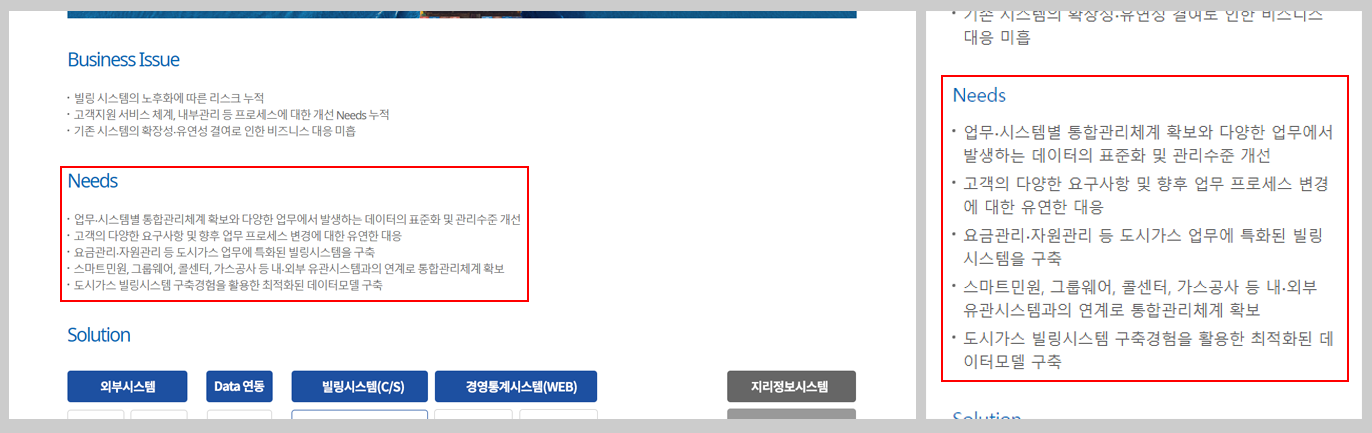 Business Issue
· 빌링 시스템의 노후화에 따른 리스크 누적
· 고객지원 서비스 체계, 내부관리 등 프로세스에 대한 개선 Needs 누적
· 기존 시스템의 확장성·유연성 결여로 인한 비즈니스 대응 미흡
Needs
· 업무·시스템별 통합관리체계 확보와 다양한 업무에서 발생하는 데이터의 표준화 및 관리수준 개선
· 고객의 다양한 요구사항 및 향후 업무 프로세스 변경에 대한 유연한 대응
· 요금관리·자원관리 등 도시가스 업무에 특화된 빌링시스템을 구축
· 스마트민원, 그룹웨어, 콜센터, 가스공사 등 내·외부 유관시스템과의 연계로 통합관리체계 확보
· 도시가스 빌링시스템 구축경험을 활용한 최적화된 데이터모델 구축
Solution
외부시스템
Data 연동
빌링시스템(C/S)
경영통계시스템(WEB)
지리정보시스템
· 기존 시스템의 확장성·유연성 결여로 인한 비즈니스
대응 미흡
Needs
· 업무·시스템별 통합관리체계 확보와 다양한 업무에서
발생하는 데이터의 표준화 및 관리수준 개선
· 고객의 다양한 요구사항 및 향후 업무 프로세스 변경
에 대한 유연한 대응
· 요금관리·자원관리 등 도시가스 업무에 특화된 빌링
시스템을 구축
· 스마트민원, 그룹웨어, 콜센터, 가스공사 등 내·외부
유관시스템과의 연계로 통합관리체계 확보
· 도시가스 빌링시스템 구축경험을 활용한 최적화된 데
이터모델 구축
Solution